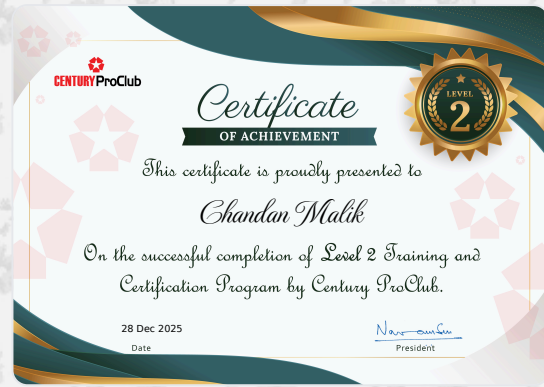 CENTURY ProClub
Certificate
OF ACHIEVEMENT
LEVEL
2
This certificate is proudly presented to
Chandan Malik
On the successful completion of Level 2 Training and
Certification Program by Century ProClub.
28 Dec 2025
Date
President